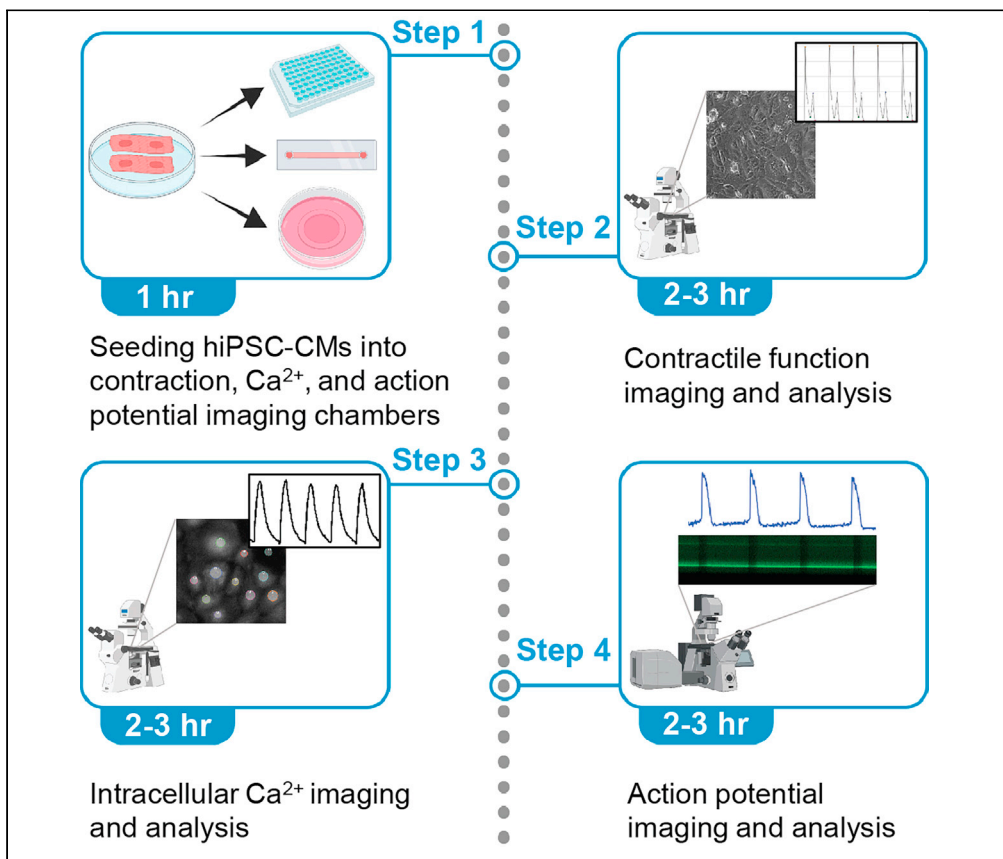 Step 1
1 hr
Seeding hiPSC-CMs into
contraction, Ca²⁺, and action
potential imaging chambers
Step 2
2-3 hr
Contractile function
imaging and analysis
Step 3
2-3 hr
Intracellular Ca²⁺ imaging
and analysis
Step 4
2-3 hr
Action potential
imaging and analysis